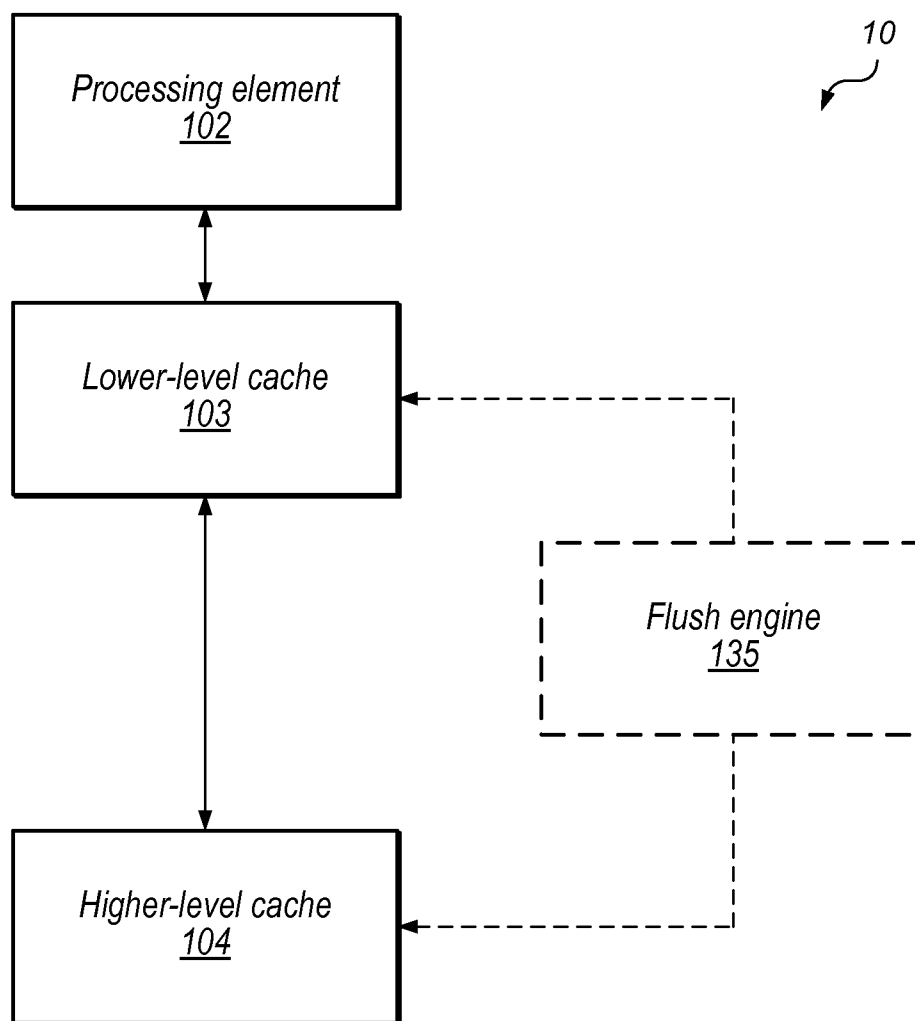 10
Processing element
102
Lower-level cache
103
Flush engine
135
Higher-level cache
104